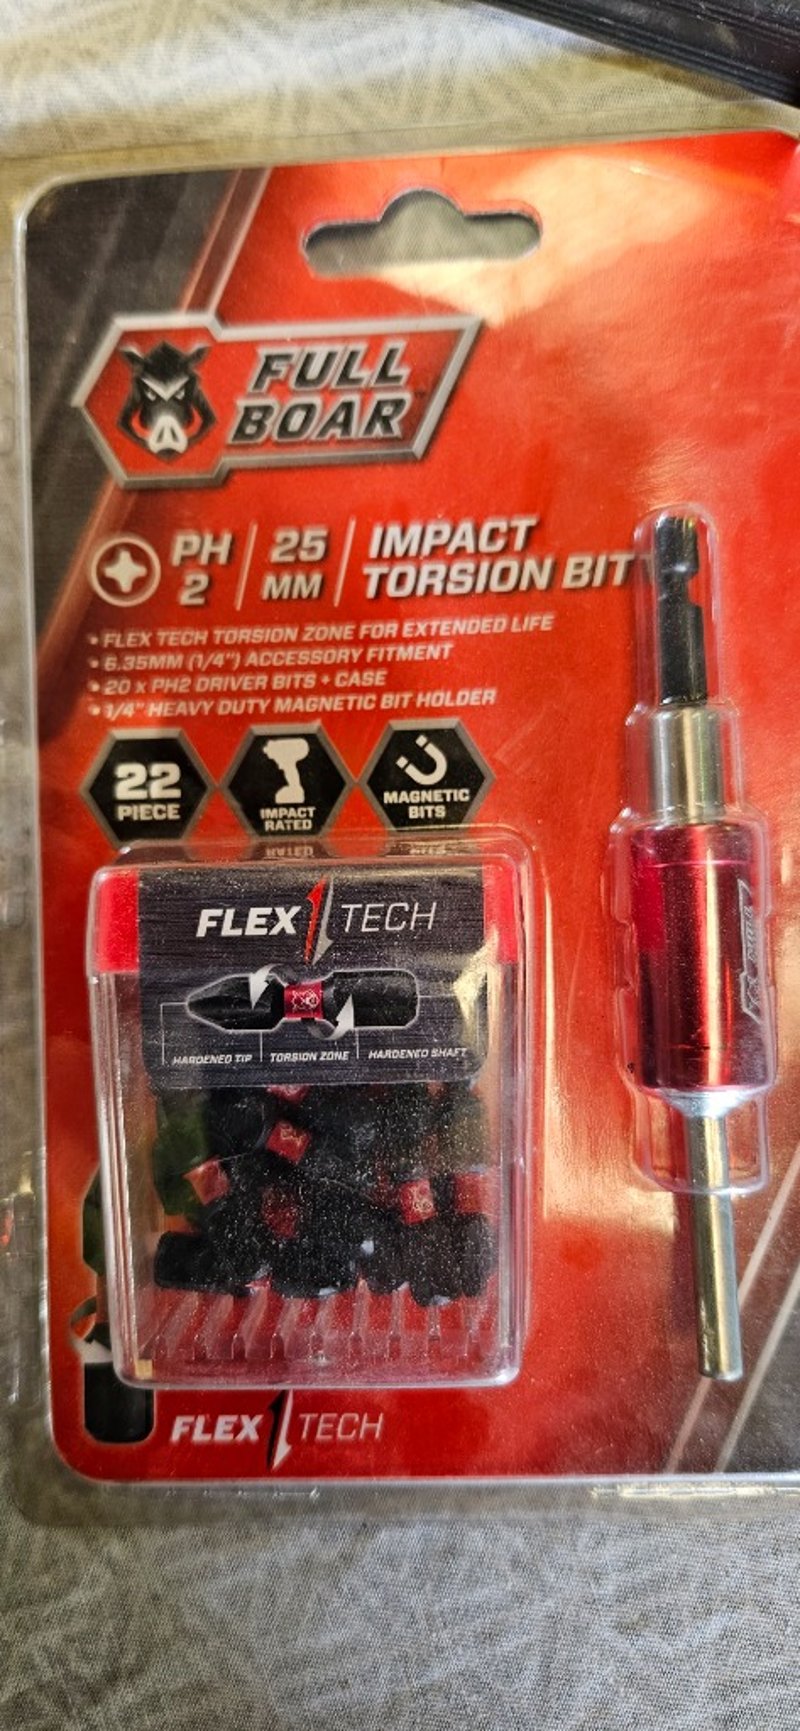 FULL
BOAR™
PH
2
25
MM
IMPACT
TORSION BIT
• FLEX TECH TORSION ZONE FOR EXTENDED LIFE
• 6.35MM (1/4") ACCESSORY FITMENT
• 20 x PH2 DRIVER BITS + CASE
• 1/4" HEAVY DUTY MAGNETIC BIT HOLDER
22
PIECE
IMPACT
RATED
MAGNETIC
BITS
FLEX TECH
HARDENED TIP
TORSION ZONE
HARDENED SHAFT
FLEX TECH